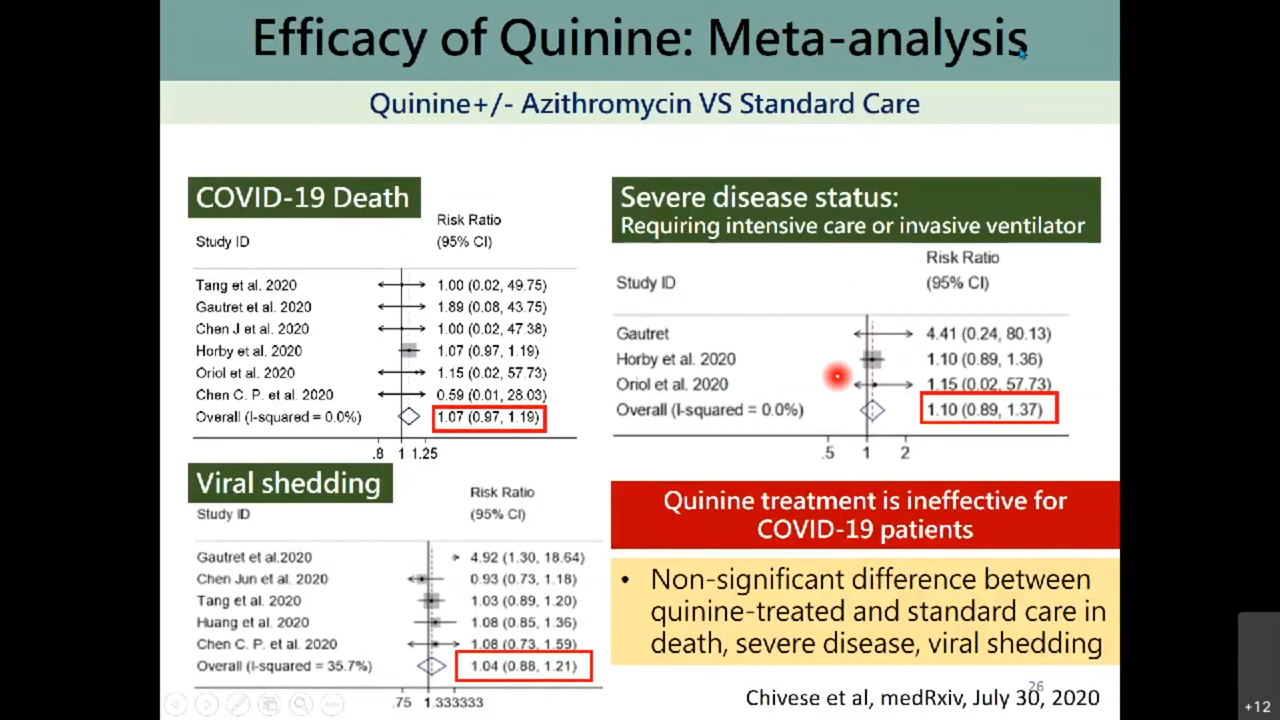 Efficacy of Quinine: Meta-analysis
Quinine+/- Azithromycin VS Standard Care
COVID-19 Death
Risk Ratio
Study ID (95% CI)
Tang et al. 2020 1.00 (0.02, 49.75)
Gautret et al. 2020 1.89 (0.08, 43.75)
Chen J et al. 2020 1.00 (0.02, 47.38)
Horby et al. 2020 1.07 (0.97, 1.19)
Oriol et al. 2020 1.15 (0.02, 57.73)
Chen C. P. et al. 2020 0.59 (0.01, 28.03)
Overall (I-squared = 0.0%) 1.07 (0.97, 1.19)
.8 1 1.25
Viral shedding
Risk Ratio
Study ID (95% CI)
Gautret et al.2020 4.92 (1.30, 18.64)
Chen Jun et al. 2020 0.93 (0.73, 1.18)
Tang et al. 2020 1.03 (0.89, 1.20)
Huang et al. 2020 1.08 (0.85, 1.36)
Chen C. P. et al. 2020 1.08 (0.73, 1.59)
Overall (I-squared = 35.7%) 1.04 (0.88, 1.21)
.75 1.333333
Severe disease status:
Requiring intensive care or invasive ventilator
Risk Ratio
Study ID (95% CI)
Gautret 4.41 (0.24, 80.13)
Horby et al. 2020 1.10 (0.89, 1.36)
Oriol et al. 2020 1.15 (0.02, 57.73)
Overall (I-squared = 0.0%) 1.10 (0.89, 1.37)
.5 1 2
Quinine treatment is ineffective for
COVID-19 patients
• Non-significant difference between
quinine-treated and standard care in
death, severe disease, viral shedding
26
Chivese et al, medRxiv, July 30, 2020
+12